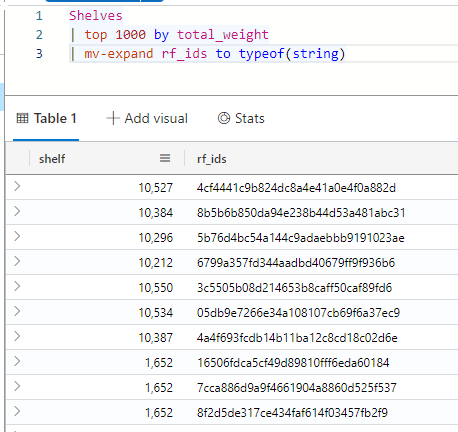 1 Shelves
2 | top 1000 by total_weight
3 | mv-expand rf_ids to typeof(string)
Table 1 Add visual Stats
shelf rf_ids
10,527 4cf4441c9b824dc8a4e41a0e4f0a882d
10,384 8b5b6b850da94e238b44d53a481abc31
10,296 5b76d4bc54a144c9adaebbb9191023ae
10,212 6799a357fd344aadbd40679ff9f936b6
10,550 3c5505b08d214653b8caff50caf89fd6
10,534 05db9e7266e34a108107cb69f6a37ec9
10,387 4a4f693fcdb14b11ba12c8cd18c02d6e
1,652 16506fdca5cf49d89810fff6eda60184
1,652 7cca886d9a9f4661904a8860d525f537
1,652 8f2d5de317ce434faf614f03457fb2f9